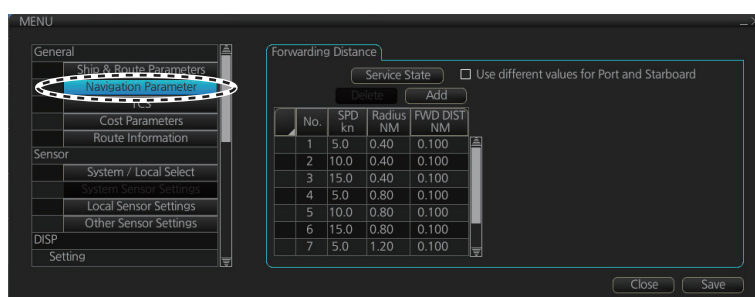 MENU
General
Ship & Route Parameters
Navigation Parameter
TCS
Cost Parameters
Route Information
Sensor
System / Local Select
System Sensor Settings
Local Sensor Settings
Other Sensor Settings
DISP
Setting
Forwarding Distance
Service State
Use different values for Port and Starboard
Delete Add
No. SPD kn Radius NM FWD DIST NM
1 5.0 0.40 0.100
2 10.0 0.40 0.100
3 15.0 0.40 0.100
4 5.0 0.80 0.100
5 10.0 0.80 0.100
6 15.0 0.80 0.100
7 5.0 1.20 0.100
Close Save